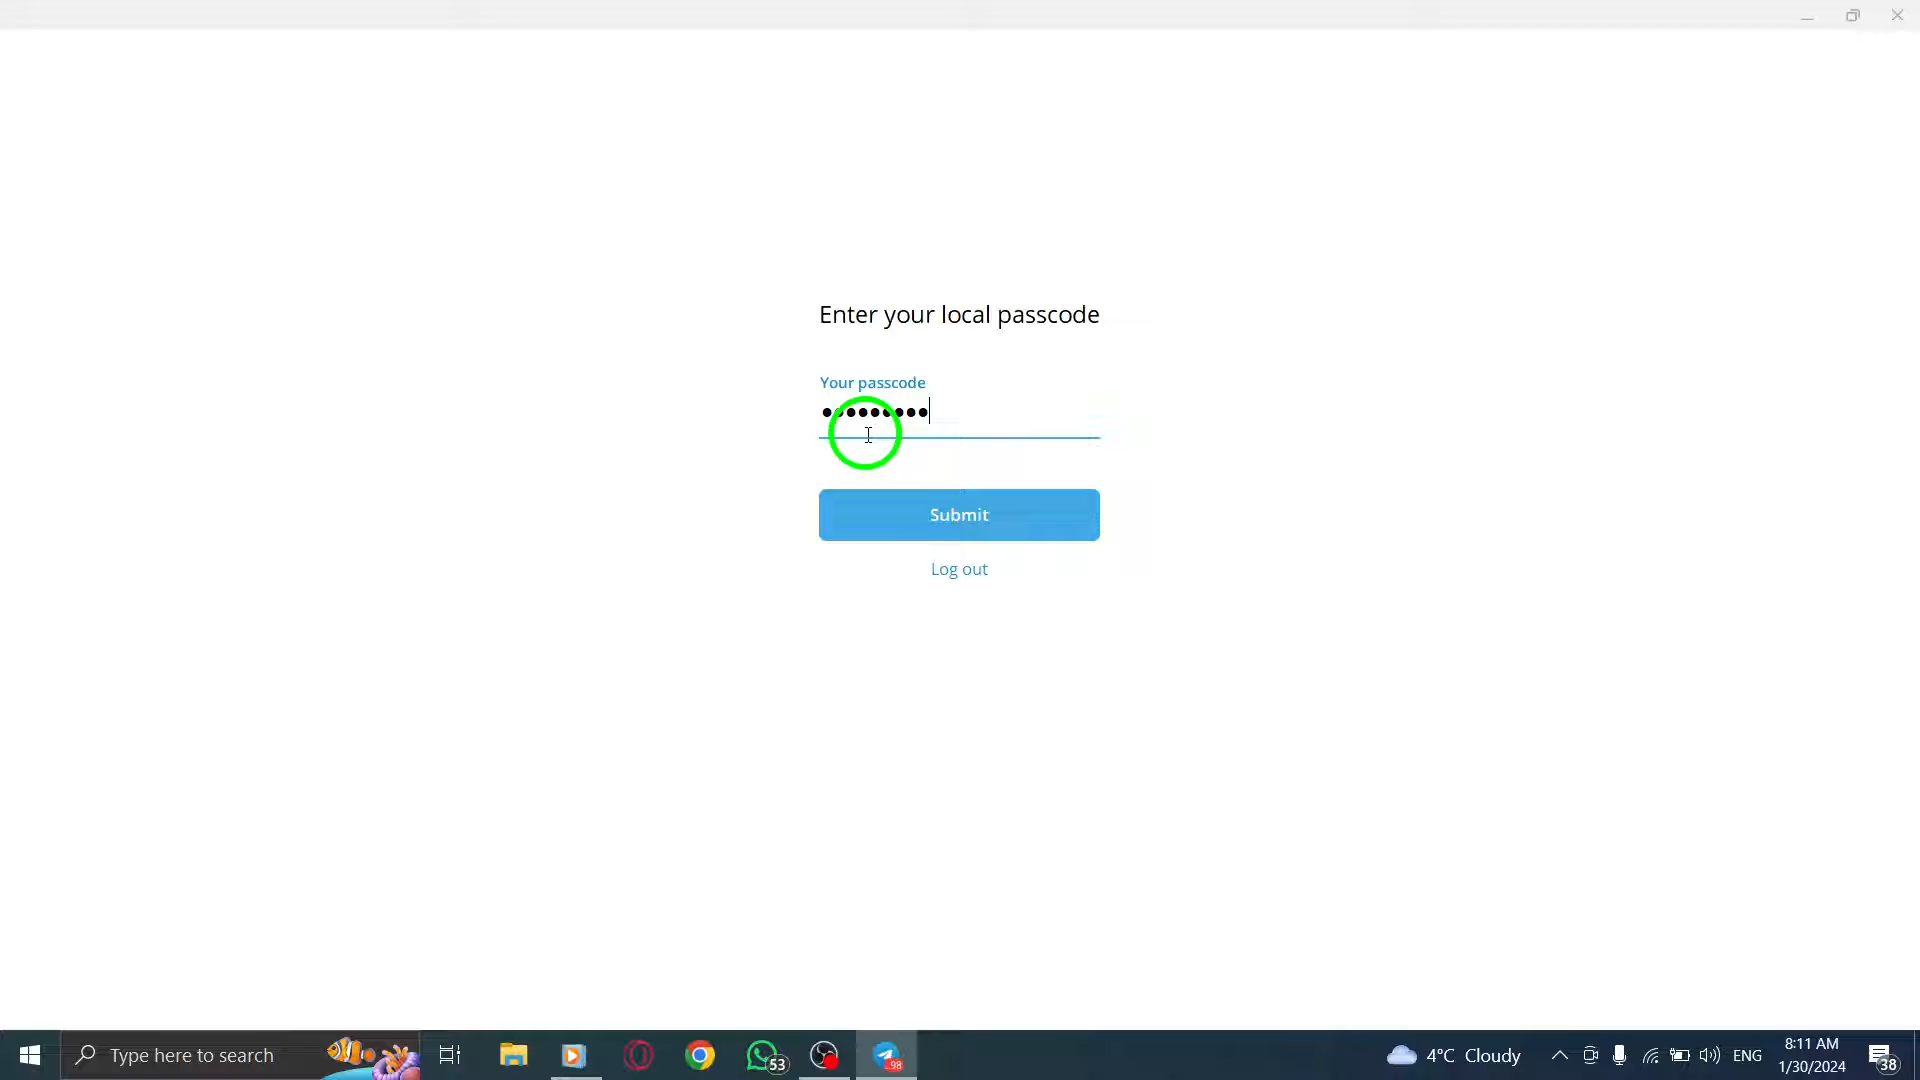 Enter your local passcode
Your passcode
•••••••••
Submit
Log out
Type here to search
53
98
4°C Cloudy
ENG
8:11 AM
1/30/2024
38